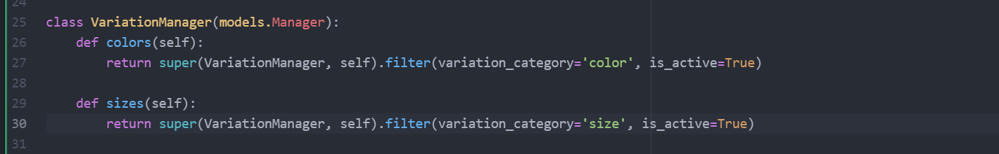 24
25 class VariationManager(models.Manager):
26     def colors(self):
27         return super(VariationManager, self).filter(variation_category='color', is_active=True)
28
29     def sizes(self):
30         return super(VariationManager, self).filter(variation_category='size', is_active=True)
31